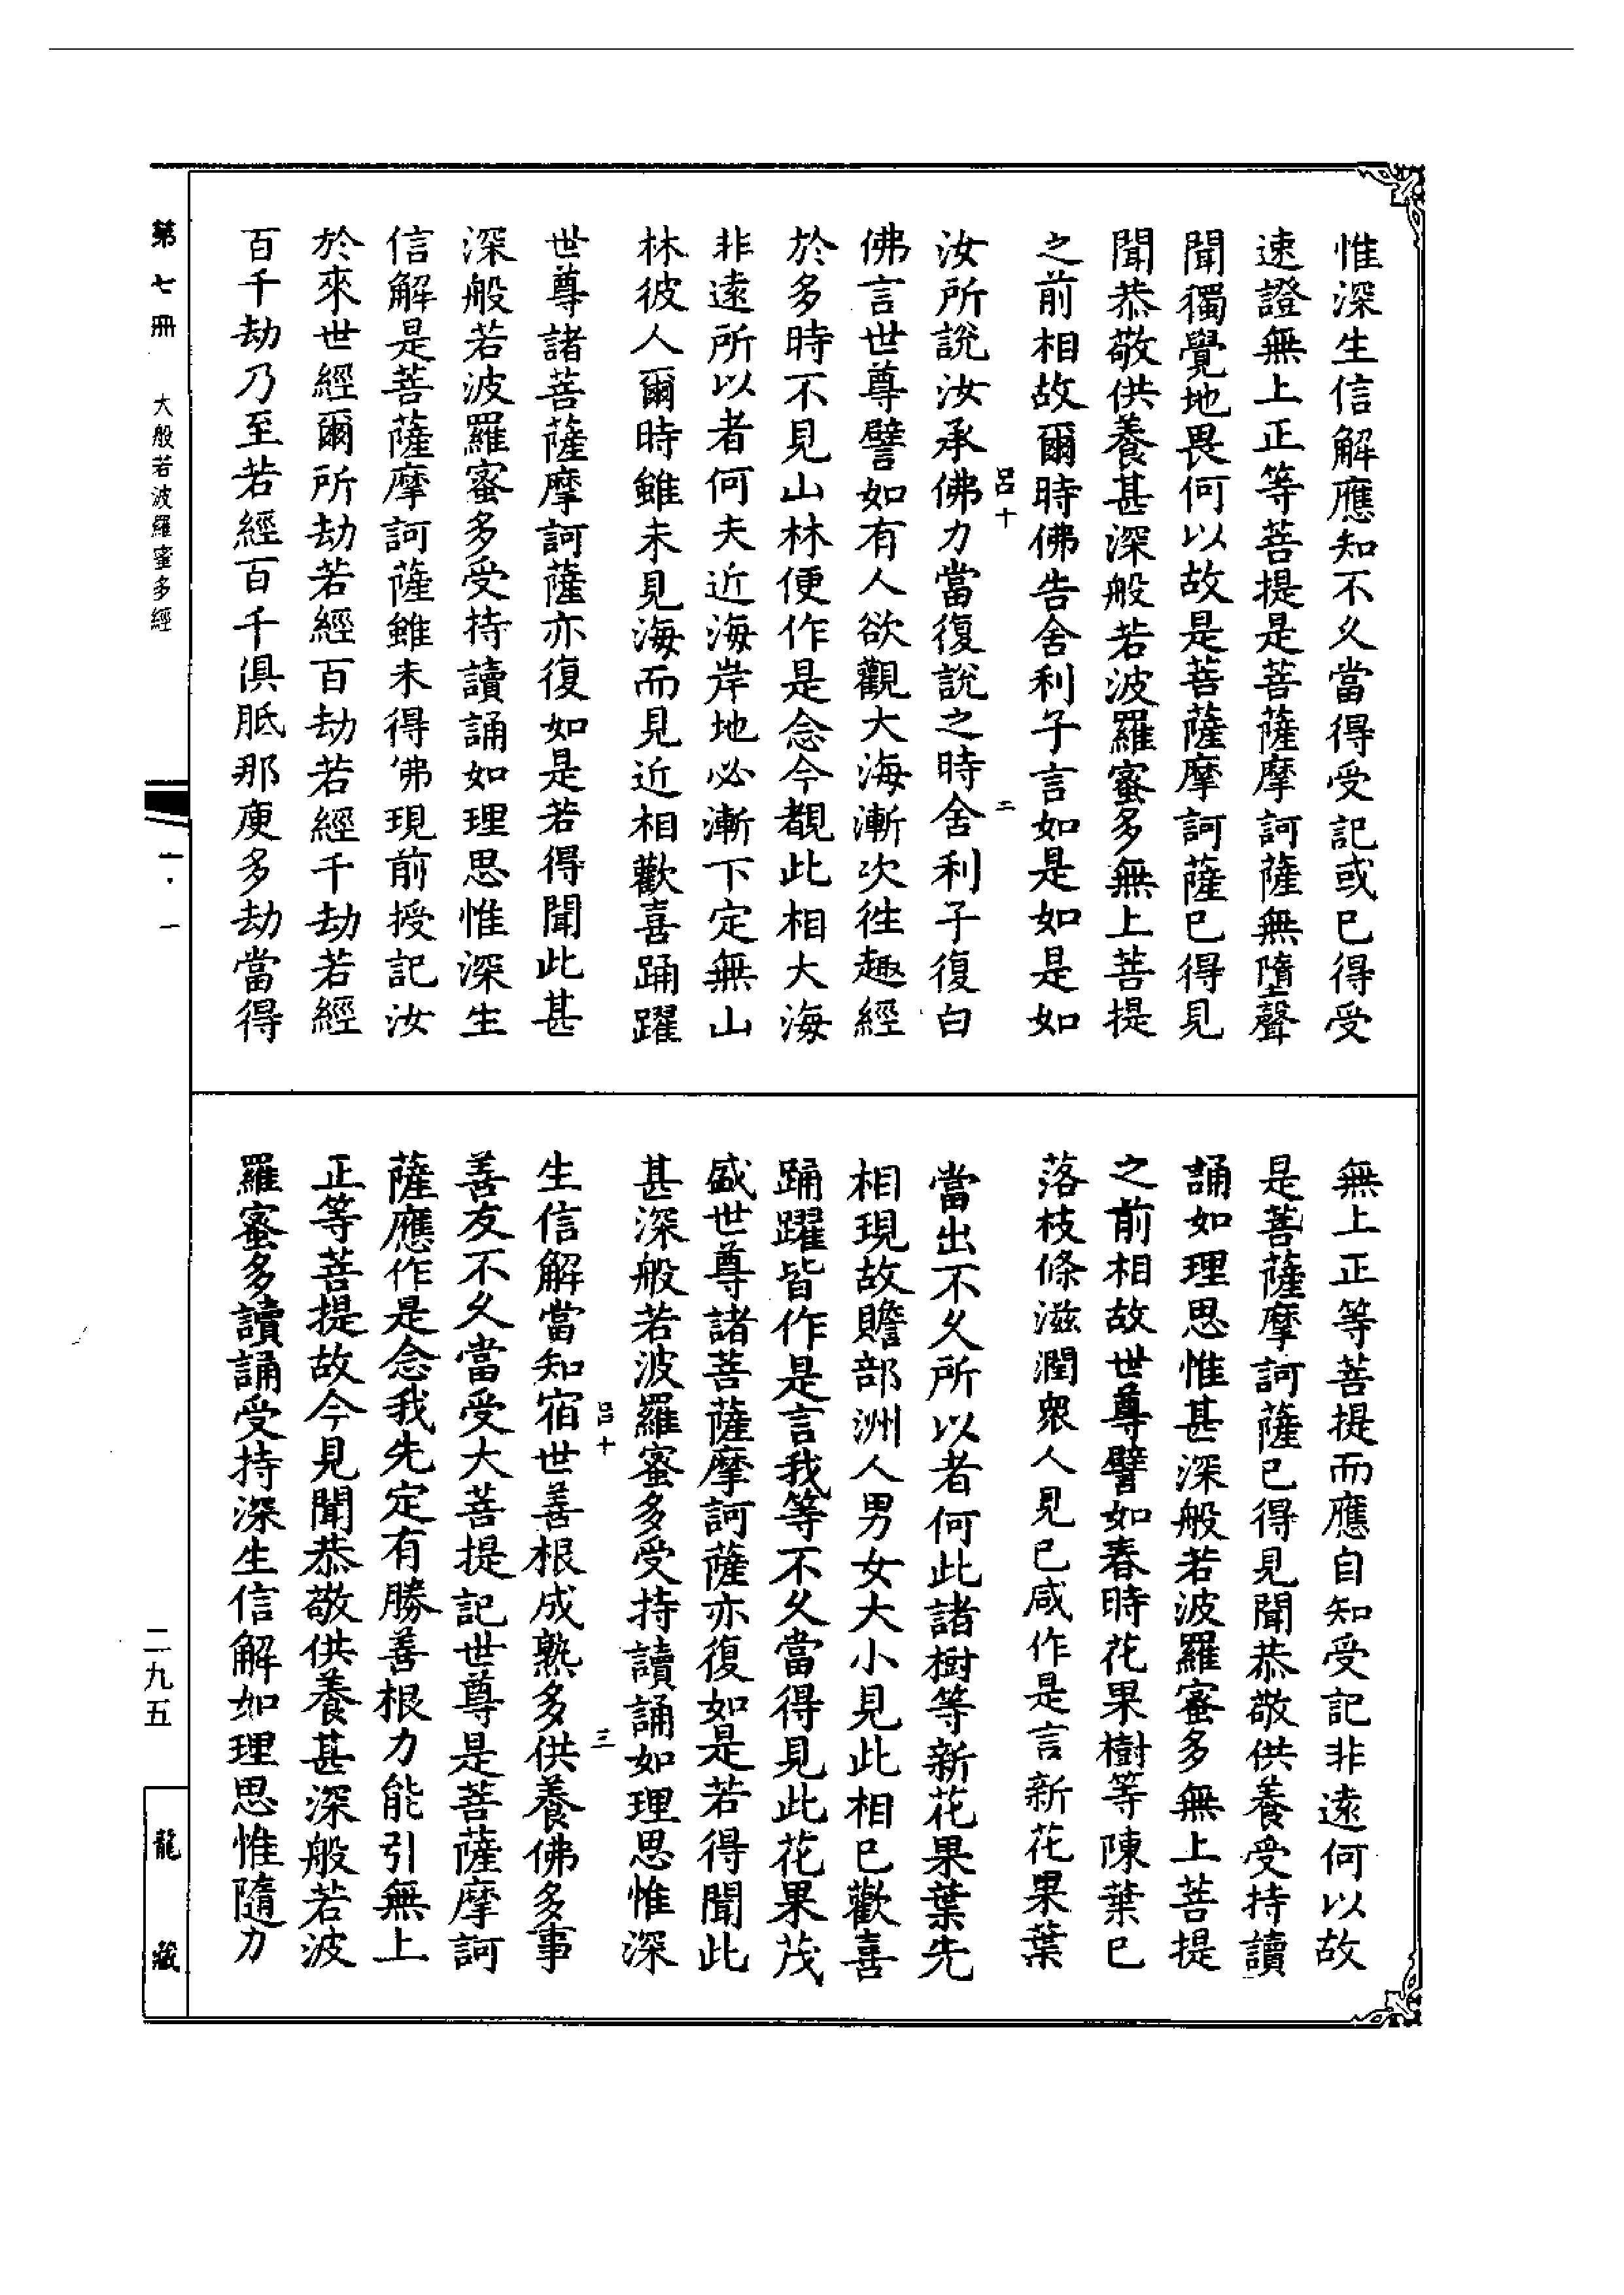 惟深生信解應知不久當得受記或已得受
速證無上正等菩提是菩薩摩訶薩無墮聲
聞獨覺地畏何以故是菩薩摩訶薩已得見
聞恭敬供養甚深般若波羅蜜多無上菩提
之前相故爾時佛告舍利子言如是如是如
呂十
二
汝所說汝承佛力當復說之時舍利子復白
佛言世尊譬如有人欲觀大海漸次往趣經
於多時不見山林便作是念今覩此相大海
非遠所以者何夫近海岸地必漸下定無山
林彼人爾時雖未見海而見近相歡喜踊躍
世尊諸菩薩摩訶薩亦復如是若得聞此甚
深般若波羅蜜多受持讀誦如理思惟深生
信解是菩薩摩訶薩雖未得佛現前授記汝
於來世經爾所劫若經百劫若經千劫若經
百千劫乃至若經百千俱胝那庾多劫當得
無上正等菩提而應自知受記非遠何以故
是菩薩摩訶薩已得見聞恭敬供養受持讀
誦如理思惟甚深般若波羅蜜多無上菩提
之前相故世尊譬如春時花果樹等陳葉已
落枝條滋潤眾人見已咸作是言新花果葉
當出不久所以者何此諸樹等新花果葉先
相現故贍部洲人男女大小見此相已歡喜
踊躍皆作是言我等不久當得見此花果茂
盛世尊諸菩薩摩訶薩亦復如是若得聞此
甚深般若波羅蜜多受持讀誦如理思惟深
呂十
三
生信解當知宿世善根成熟多供養佛多事
善友不久當受大菩提記世尊是菩薩摩訶
薩應作是念我先定有勝善根力能引無上
正等菩提故今見聞恭敬供養甚深般若波
羅蜜多讀誦受持深生信解如理思惟隨力
第七冊
大般若波羅蜜多經
二九五
龍藏